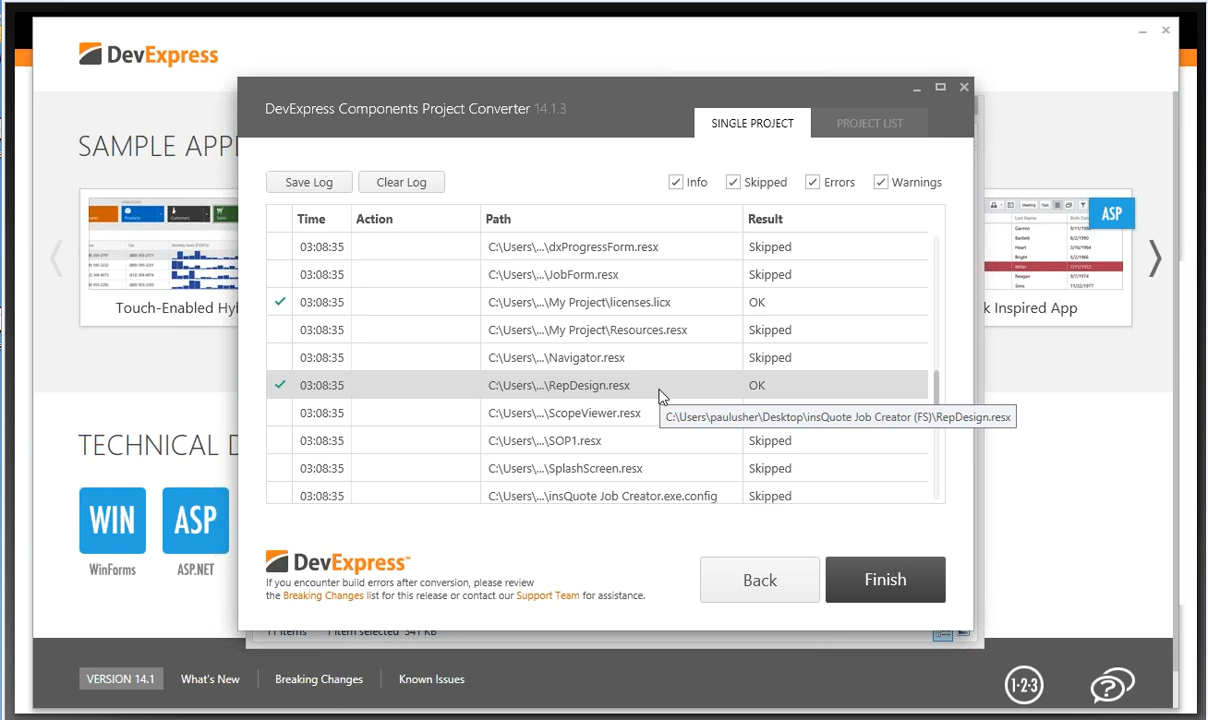 DevExpress
DevExpress Components Project Converter 14.1.3
SINGLE PROJECT
PROJECT LIST
SAMPLE APPL
Save Log
Clear Log
Info
Skipped
Errors
Warnings
Time Action Path Result
03:08:35 C:\Users\...\dxProgressForm.resx Skipped
03:08:35 C:\Users\...\JobForm.resx Skipped
03:08:35 C:\Users\...\My Project\licenses.licx OK
03:08:35 C:\Users\...\My Project\Resources.resx Skipped
03:08:35 C:\Users\...\Navigator.resx Skipped
03:08:35 C:\Users\...\RepDesign.resx OK
03:08:35 C:\Users\...\ScopeViewer.resx
C:\Users\paulusher\Desktop\insQuote Job Creator (FS)\RepDesign.resx
03:08:35 C:\Users\...\SOP1.resx Skipped
03:08:35 C:\Users\...\SplashScreen.resx Skipped
03:08:35 C:\Users\...\insQuote Job Creator.exe.config Skipped
Touch-Enabled Hy
ASP
k Inspired App
TECHNICAL D
WIN
ASP
WinForms
ASP.NET
DevExpress™
If you encounter build errors after conversion, please review
the Breaking Changes list for this release or contact our Support Team for assistance.
Back
Finish
11 items 1 item selected 341 KB
VERSION 14.1
What's New
Breaking Changes
Known Issues
1·2·3
?